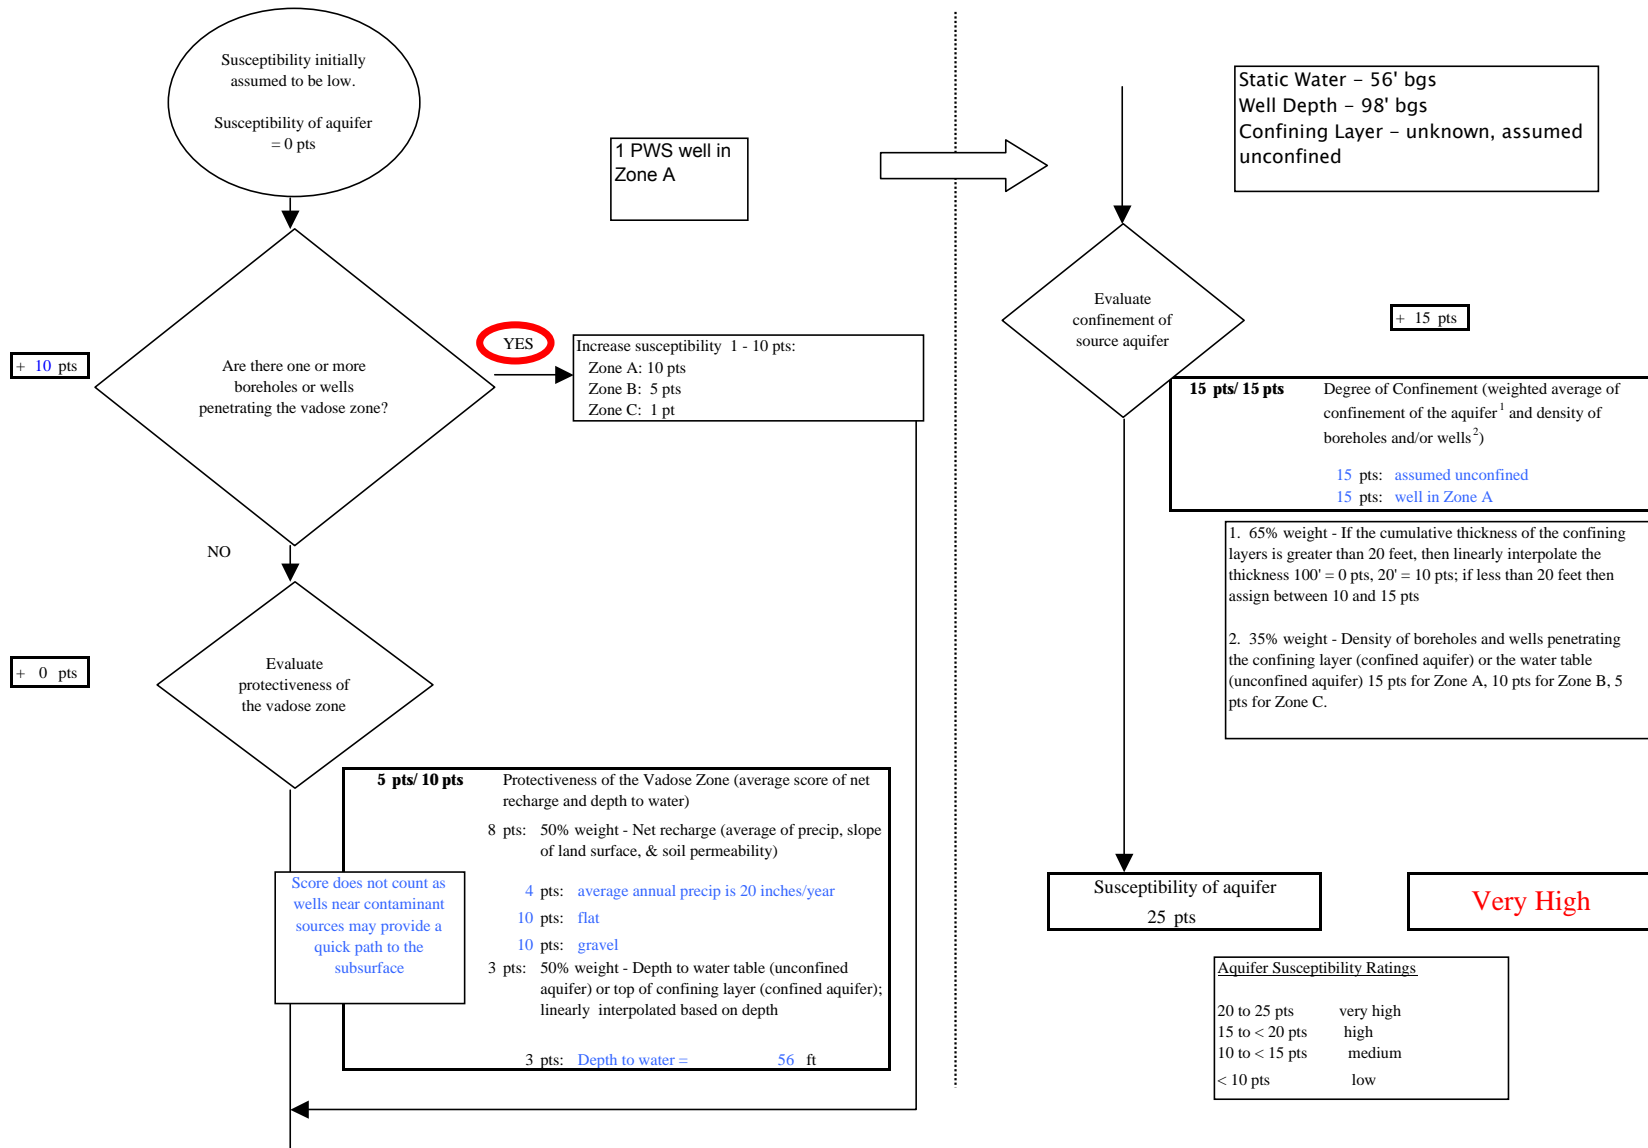 Susceptibility initially
assumed to be low.
Susceptibility of aquifer
= 0 pts
1 PWS well in
Zone A
+ 10 pts
Are there one or more
boreholes or wells
penetrating the vadose zone?
YES
Increase susceptibility 1 - 10 pts:
Zone A: 10 pts
Zone B: 5 pts
Zone C: 1 pt
NO
+ 0 pts
Evaluate
protectiveness of
the vadose zone
5 pts/ 10 pts Protectiveness of the Vadose Zone (average score of net
recharge and depth to water)
8 pts: 50% weight - Net recharge (average of precip, slope
of land surface, & soil permeability)
4 pts: average annual precip is 20 inches/year
10 pts: flat
10 pts: gravel
3 pts: 50% weight - Depth to water table (unconfined
aquifer) or top of confining layer (confined aquifer);
linearly interpolated based on depth
3 pts: Depth to water = 56 ft
Score does not count as
wells near contaminant
sources may provide a
quick path to the
subsurface
Static Water – 56' bgs
Well Depth – 98' bgs
Confining Layer – unknown, assumed
unconfined
Evaluate
confinement of
source aquifer
+ 15 pts
15 pts/ 15 pts Degree of Confinement (weighted average of
confinement of the aquifer1 and density of
boreholes and/or wells2)
15 pts: assumed unconfined
15 pts: well in Zone A
1. 65% weight - If the cumulative thickness of the confining
layers is greater than 20 feet, then linearly interpolate the
thickness 100' = 0 pts, 20' = 10 pts; if less than 20 feet then
assign between 10 and 15 pts
2. 35% weight - Density of boreholes and wells penetrating
the confining layer (confined aquifer) or the water table
(unconfined aquifer) 15 pts for Zone A, 10 pts for Zone B, 5
pts for Zone C.
Susceptibility of aquifer
25 pts
Very High
Aquifer Susceptibility Ratings
20 to 25 pts very high
15 to < 20 pts high
10 to < 15 pts medium
< 10 pts low